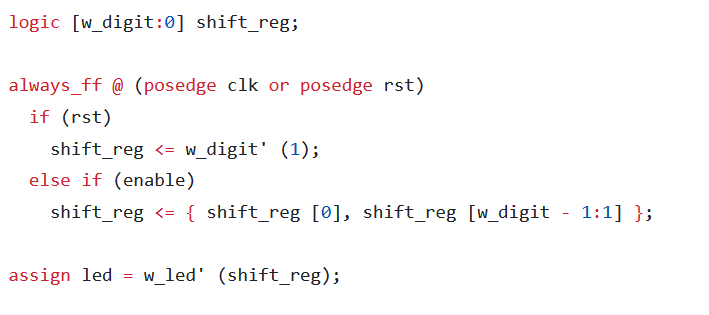 logic [w_digit:0] shift_reg;
always_ff @ (posedge clk or posedge rst)
if (rst)
shift_reg <= w_digit' (1);
else if (enable)
shift_reg <= { shift_reg [0], shift_reg [w_digit - 1:1] };
assign led = w_led' (shift_reg);